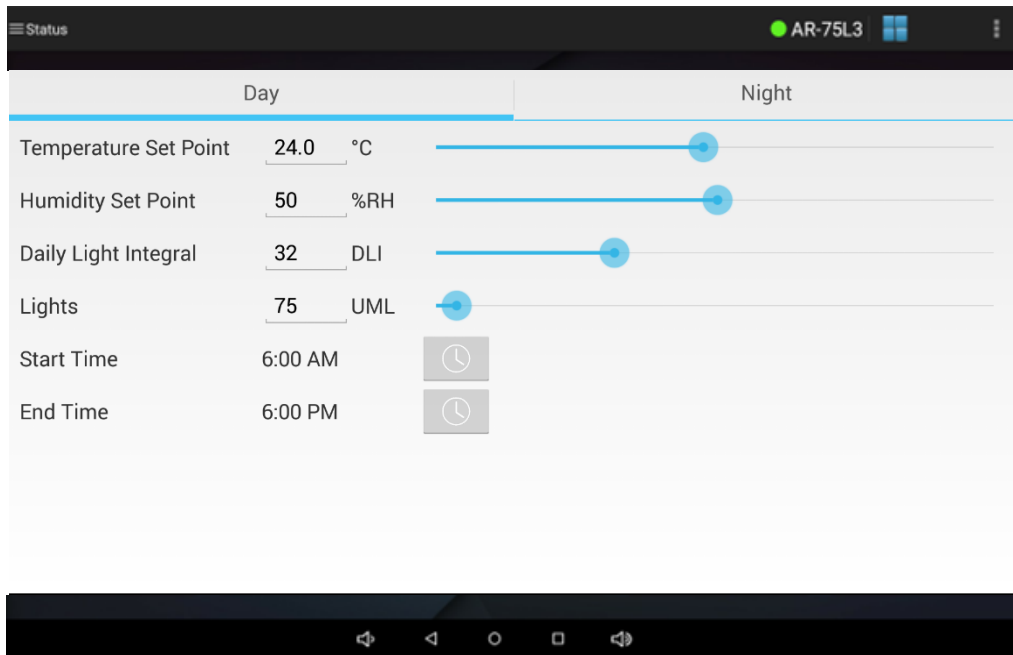 Status AR-75L3
Day Night
Temperature Set Point 24.0 °C
Humidity Set Point 50 %RH
Daily Light Integral 32 DLI
Lights 75 UML
Start Time 6:00 AM
End Time 6:00 PM